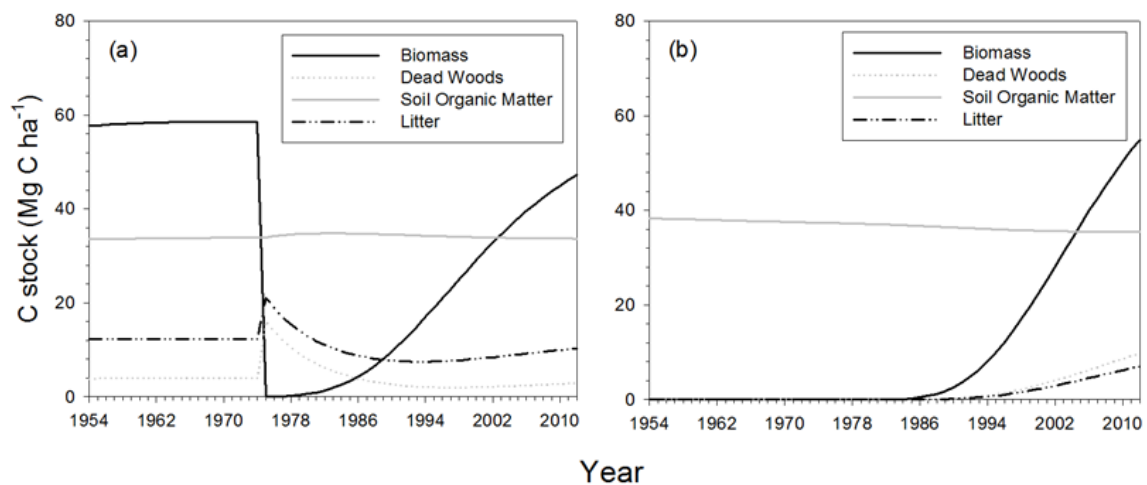 C stock (Mg C ha⁻¹)
(a)
Biomass
Dead Woods
Soil Organic Matter
Litter
80
60
40
20
0
1954 1962 1970 1978 1986 1994 2002 2010
(b)
Biomass
Dead Woods
Soil Organic Matter
Litter
80
60
40
20
0
1954 1962 1970 1978 1986 1994 2002 2010
Year